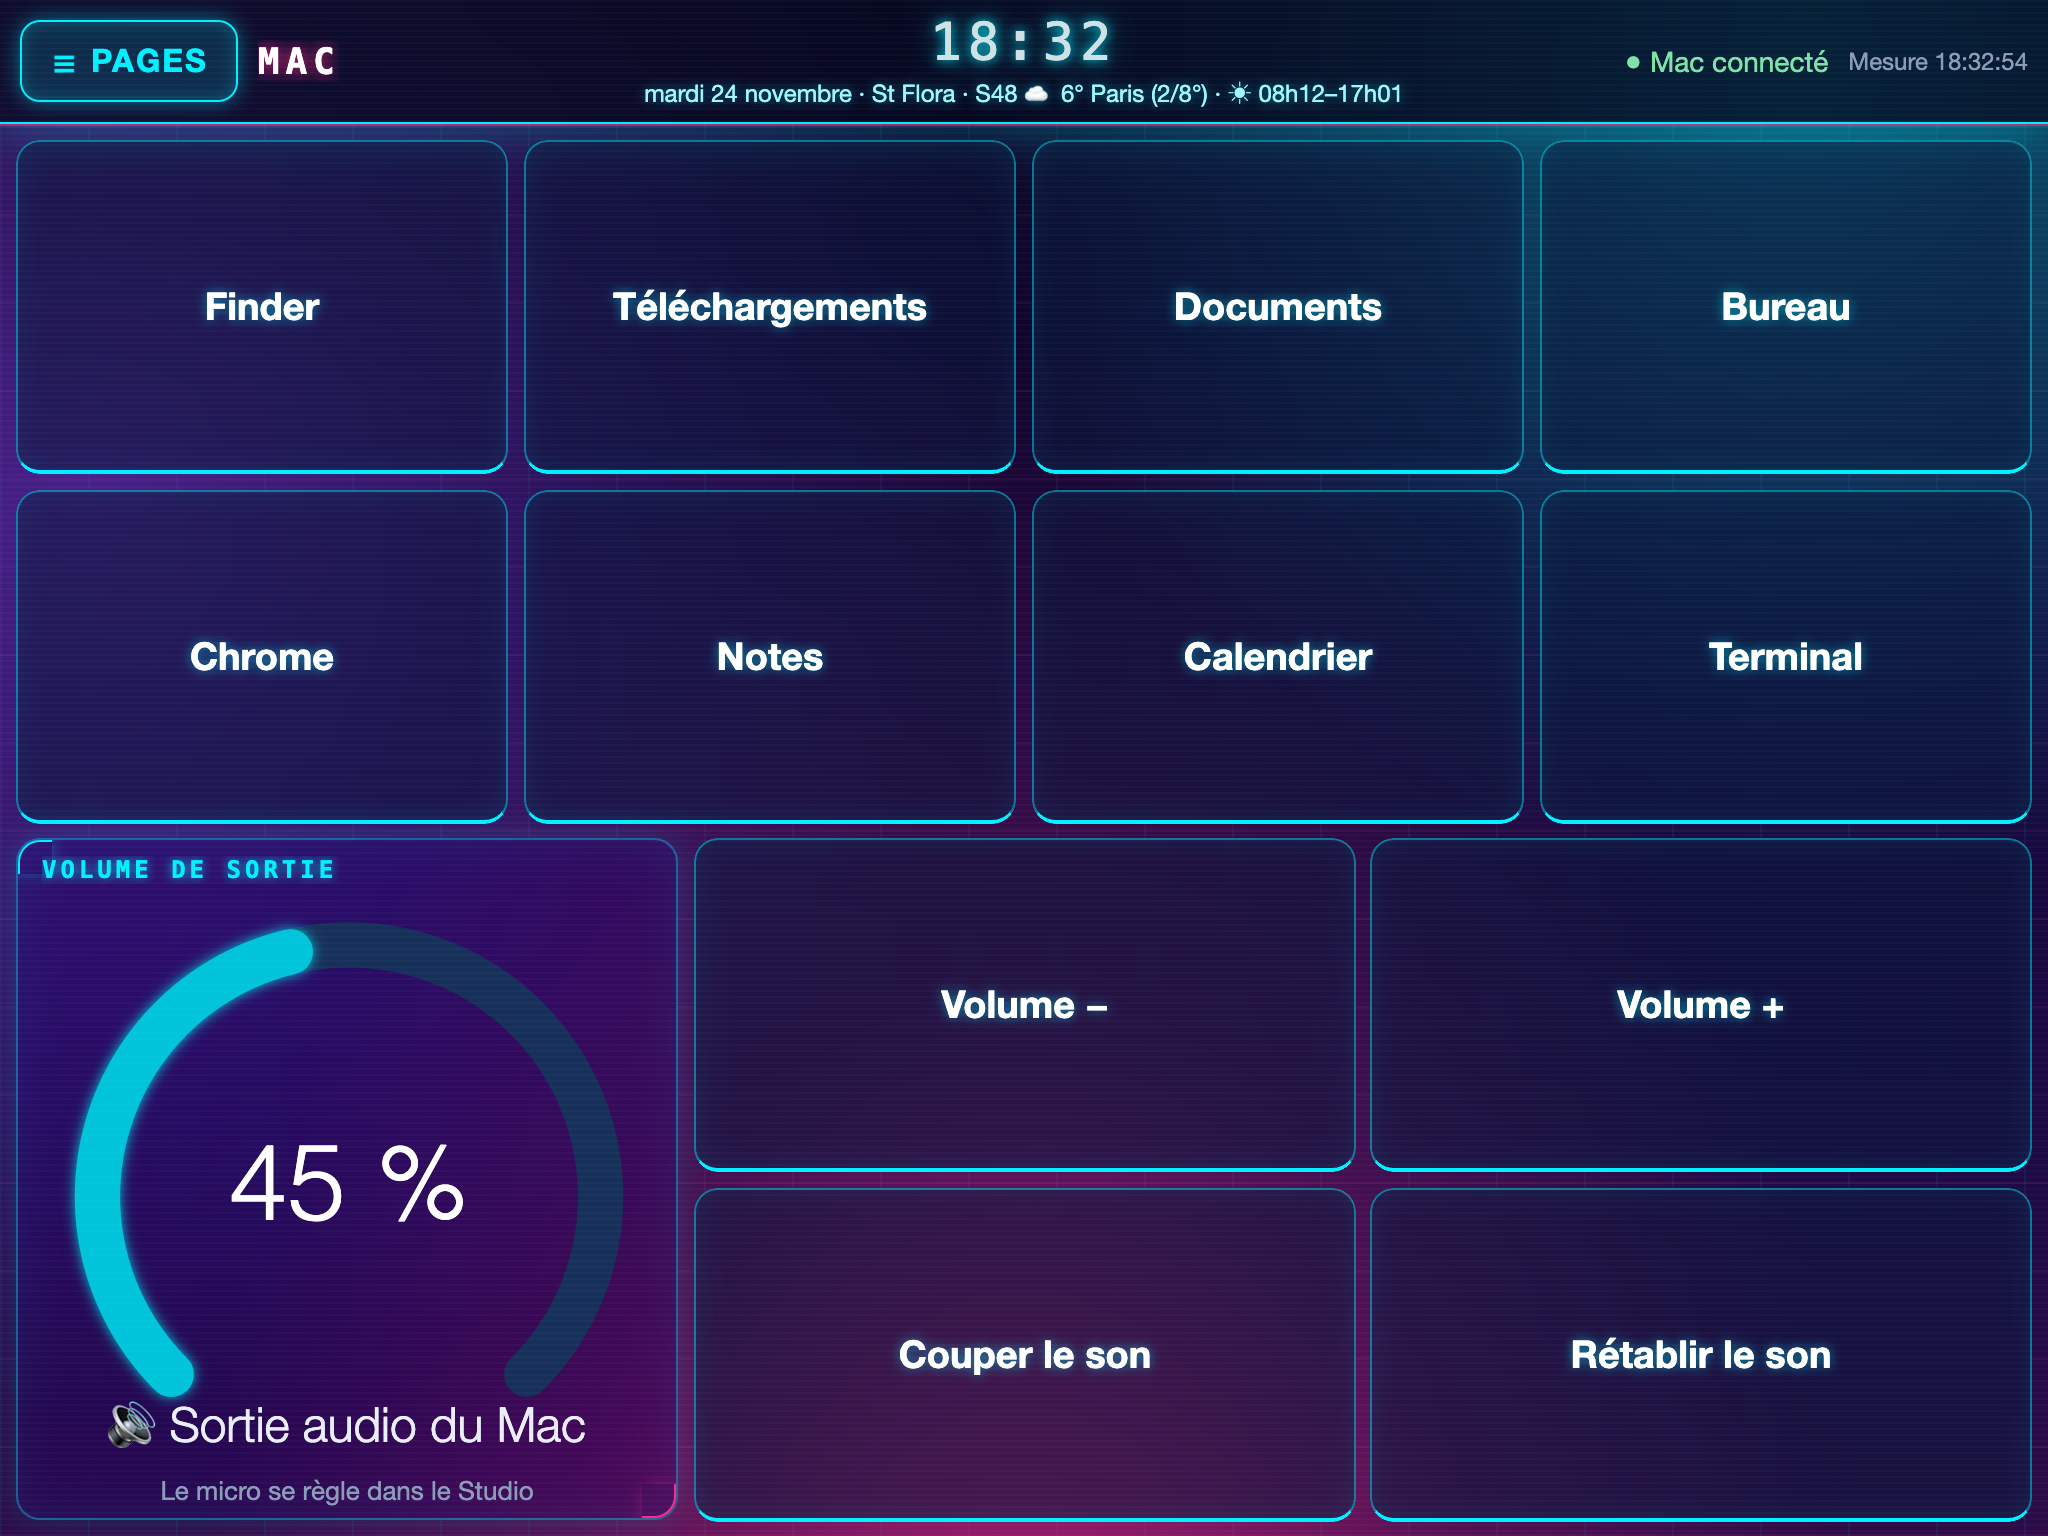 ≡ PAGES
MAC
18:32
mardi 24 novembre · St Flora · S48 ☁️ 6° Paris (2/8°) · ☀ 08h12–17h01
● Mac connecté
Mesure 18:32:54
Finder
Téléchargements
Documents
Bureau
Chrome
Notes
Calendrier
Terminal
VOLUME DE SORTIE
45 %
🔊 Sortie audio du Mac
Le micro se règle dans le Studio
Volume –
Volume +
Couper le son
Rétablir le son